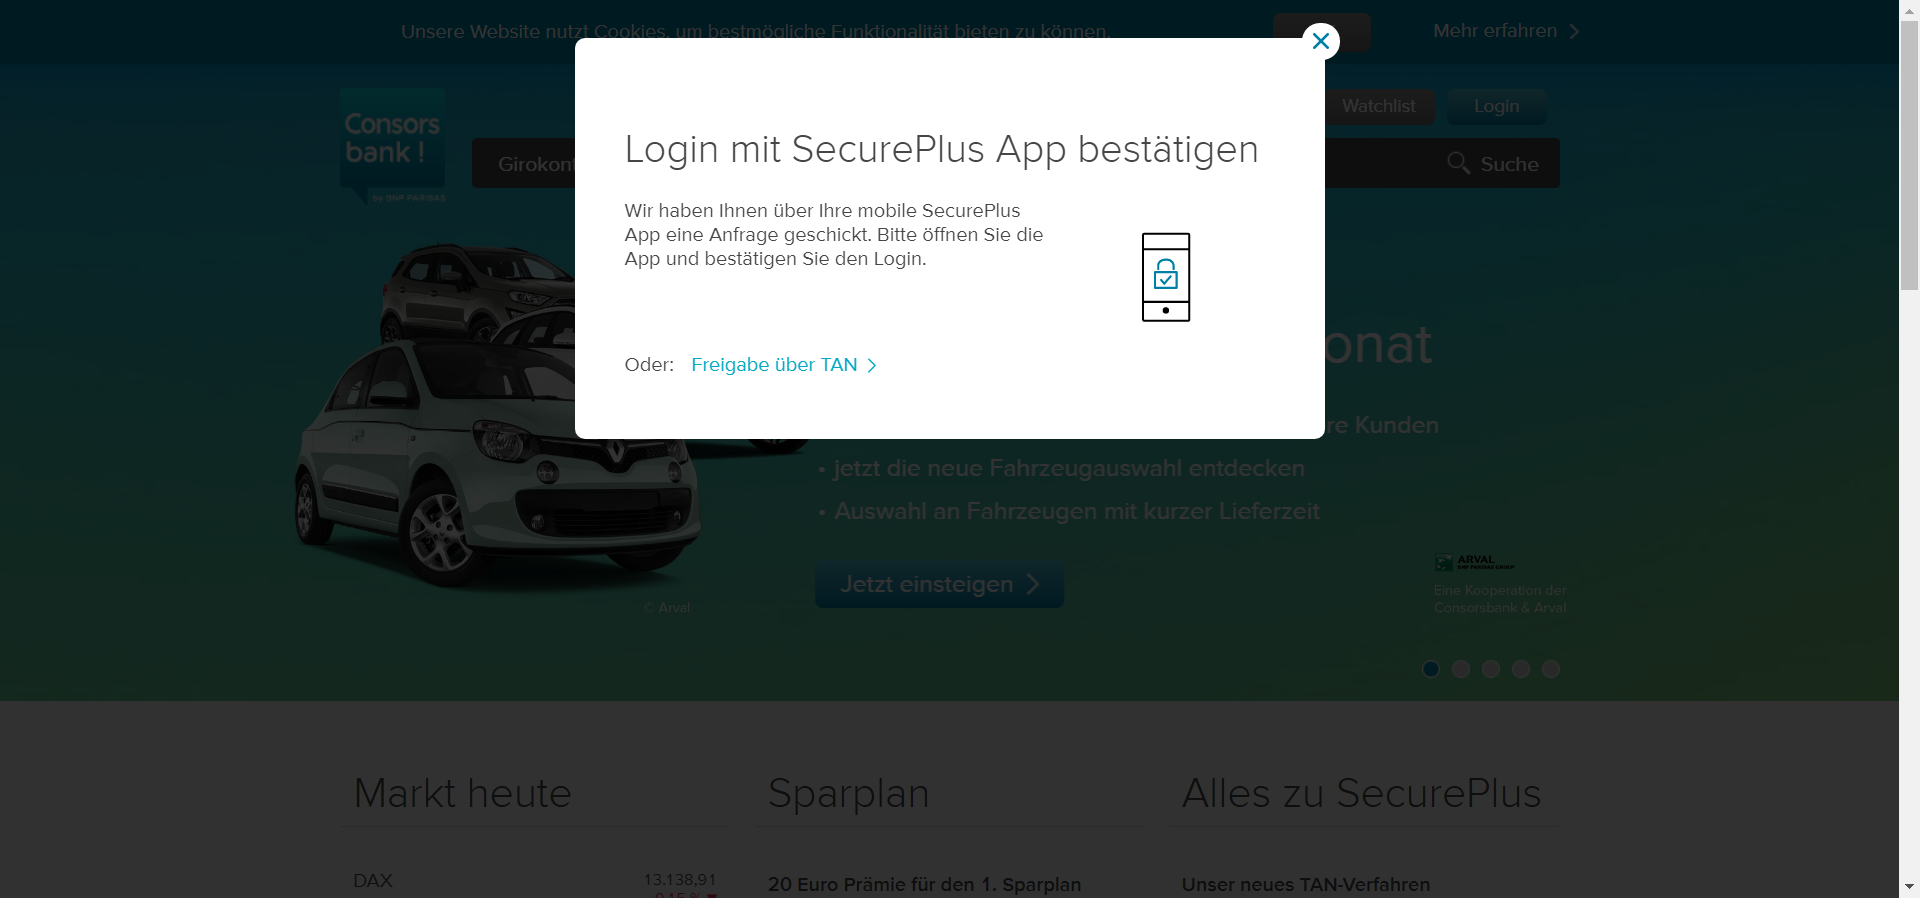 Unsere Website nutzt Cookies, um bestmögliche Funktionalität bieten zu können.
Mehr erfahren
Consors
bank!
by BNP PARIBAS
Watchlist
Login
Suche
Login mit SecurePlus App bestätigen
Wir haben Ihnen über Ihre mobile SecurePlus
App eine Anfrage geschickt. Bitte öffnen Sie die
App und bestätigen Sie den Login.
Oder: Freigabe über TAN
• jetzt die neue Fahrzeugauswahl entdecken
• Auswahl an Fahrzeugen mit kurzer Lieferzeit
Jetzt einsteigen
© Arval
ARVAL
BNP PARIBAS GROUP
Eine Kooperation der
Consorsbank & Arval
Markt heute
DAX 13.138,91
Sparplan
20 Euro Prämie für den 1. Sparplan
Alles zu SecurePlus
Unser neues TAN-Verfahren